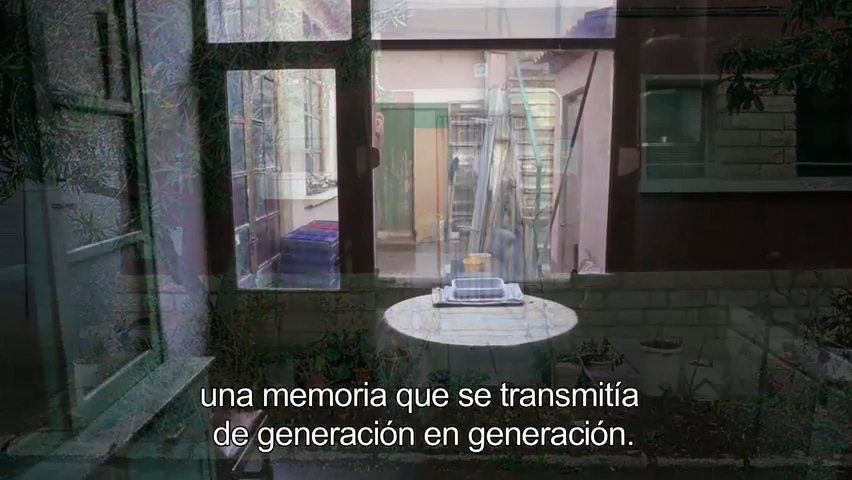 una memoria que se transmitía
de generación en generación.